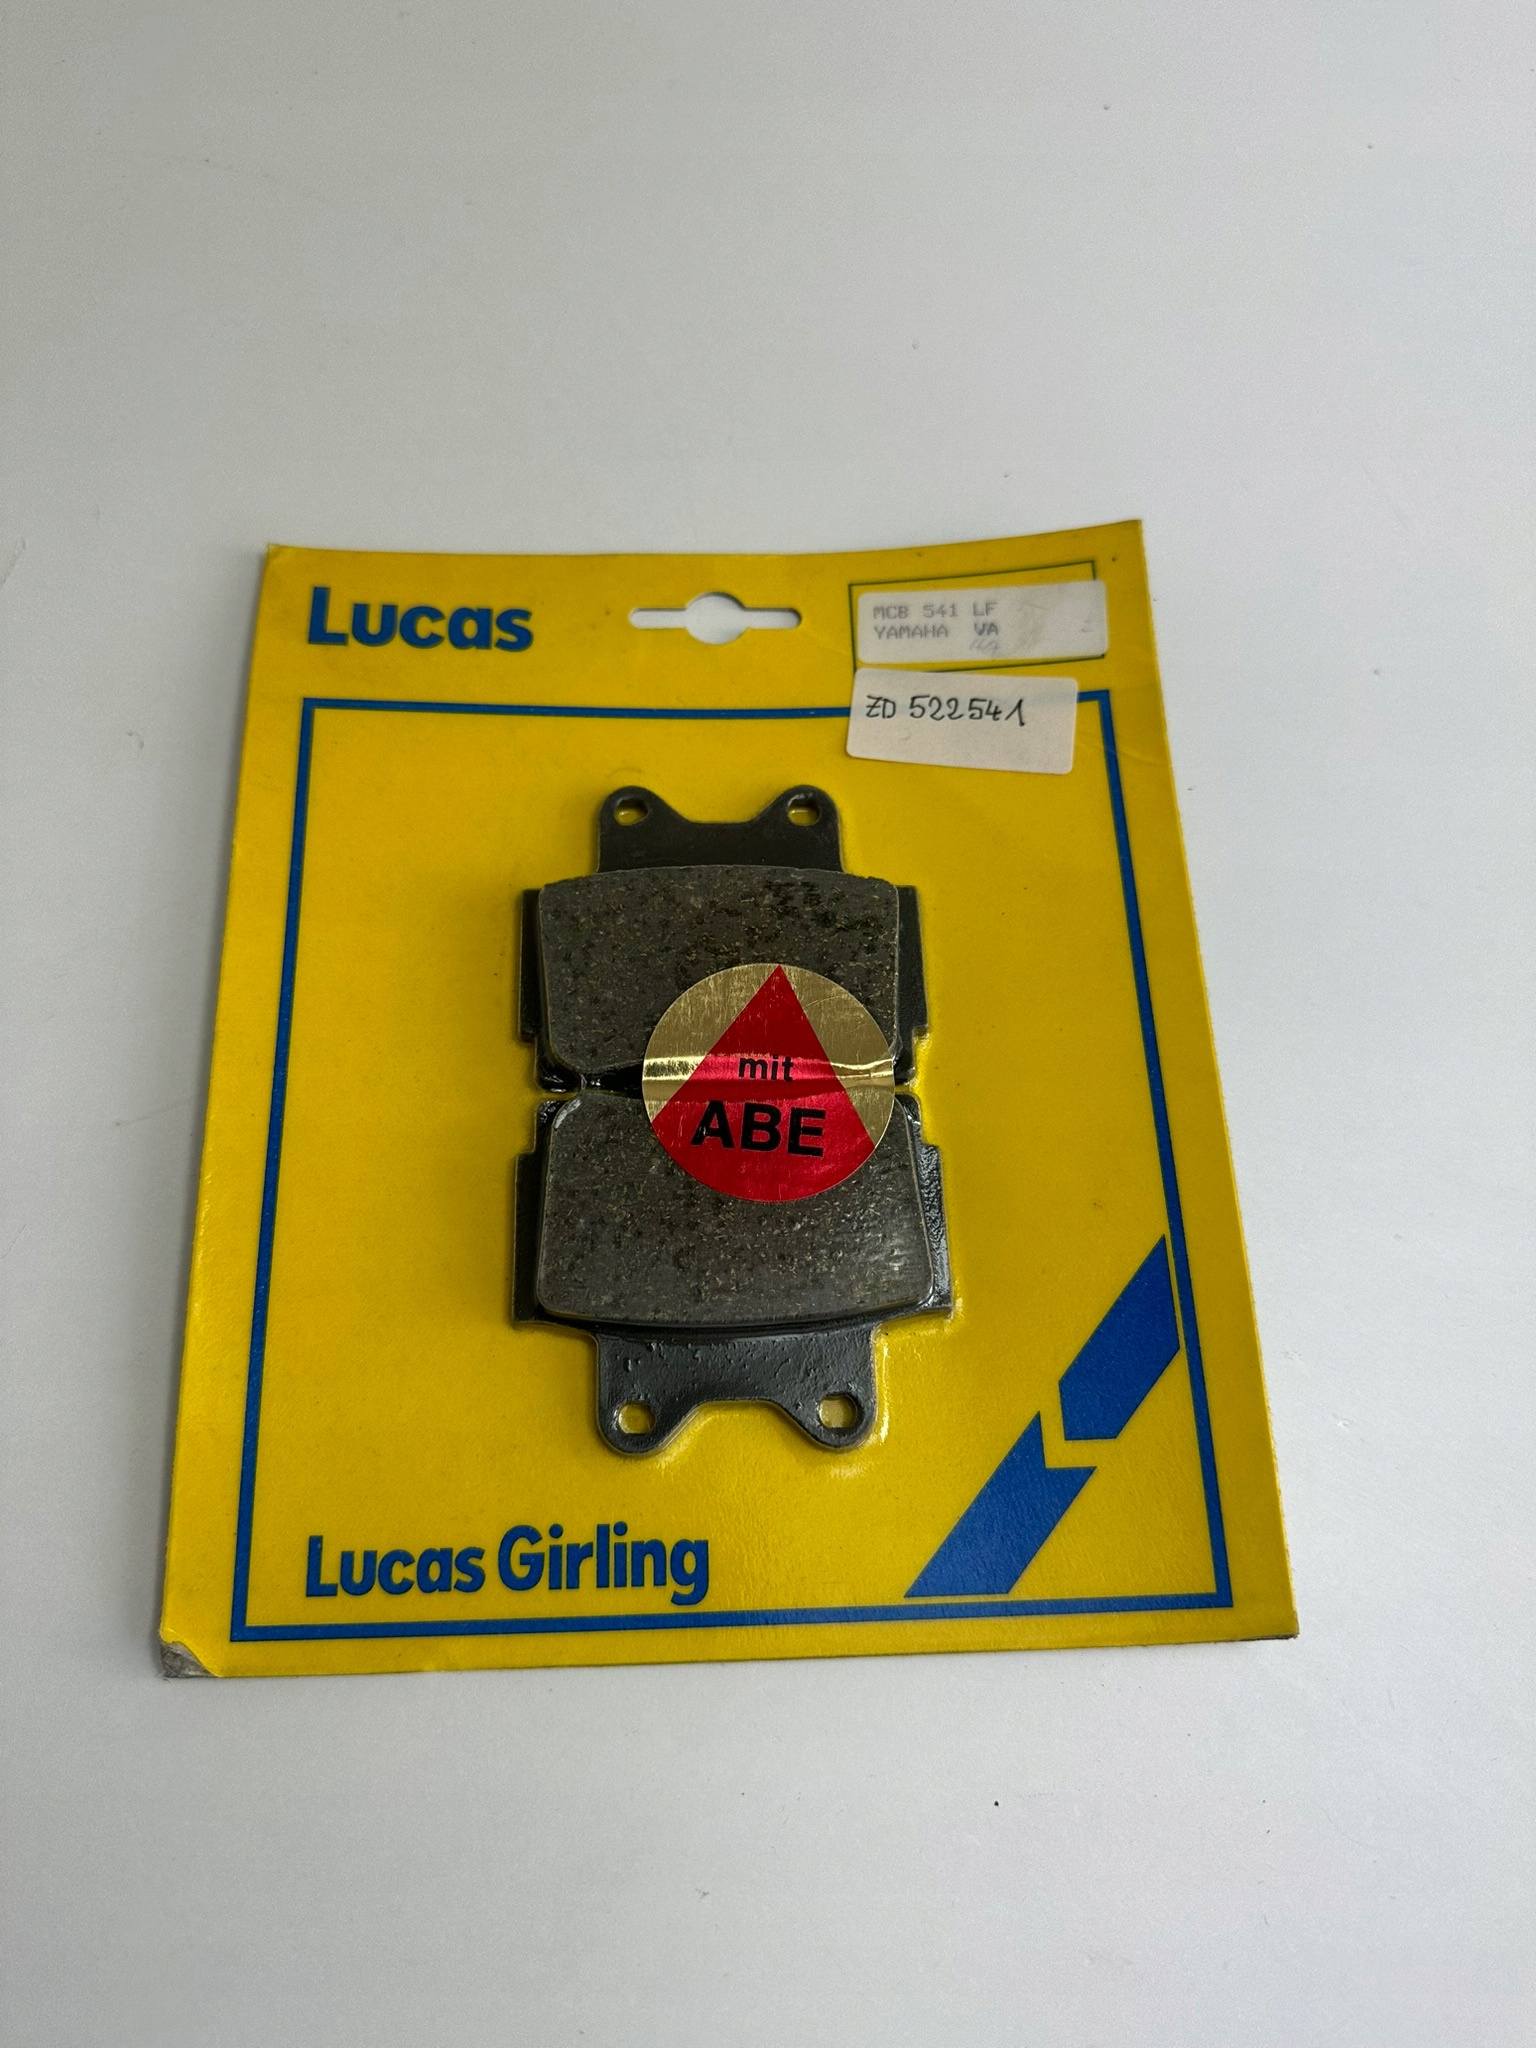 Lucas
MCB 541 LF
YAMAHA VA
ZD 522541
mit
ABE
Lucas Girling